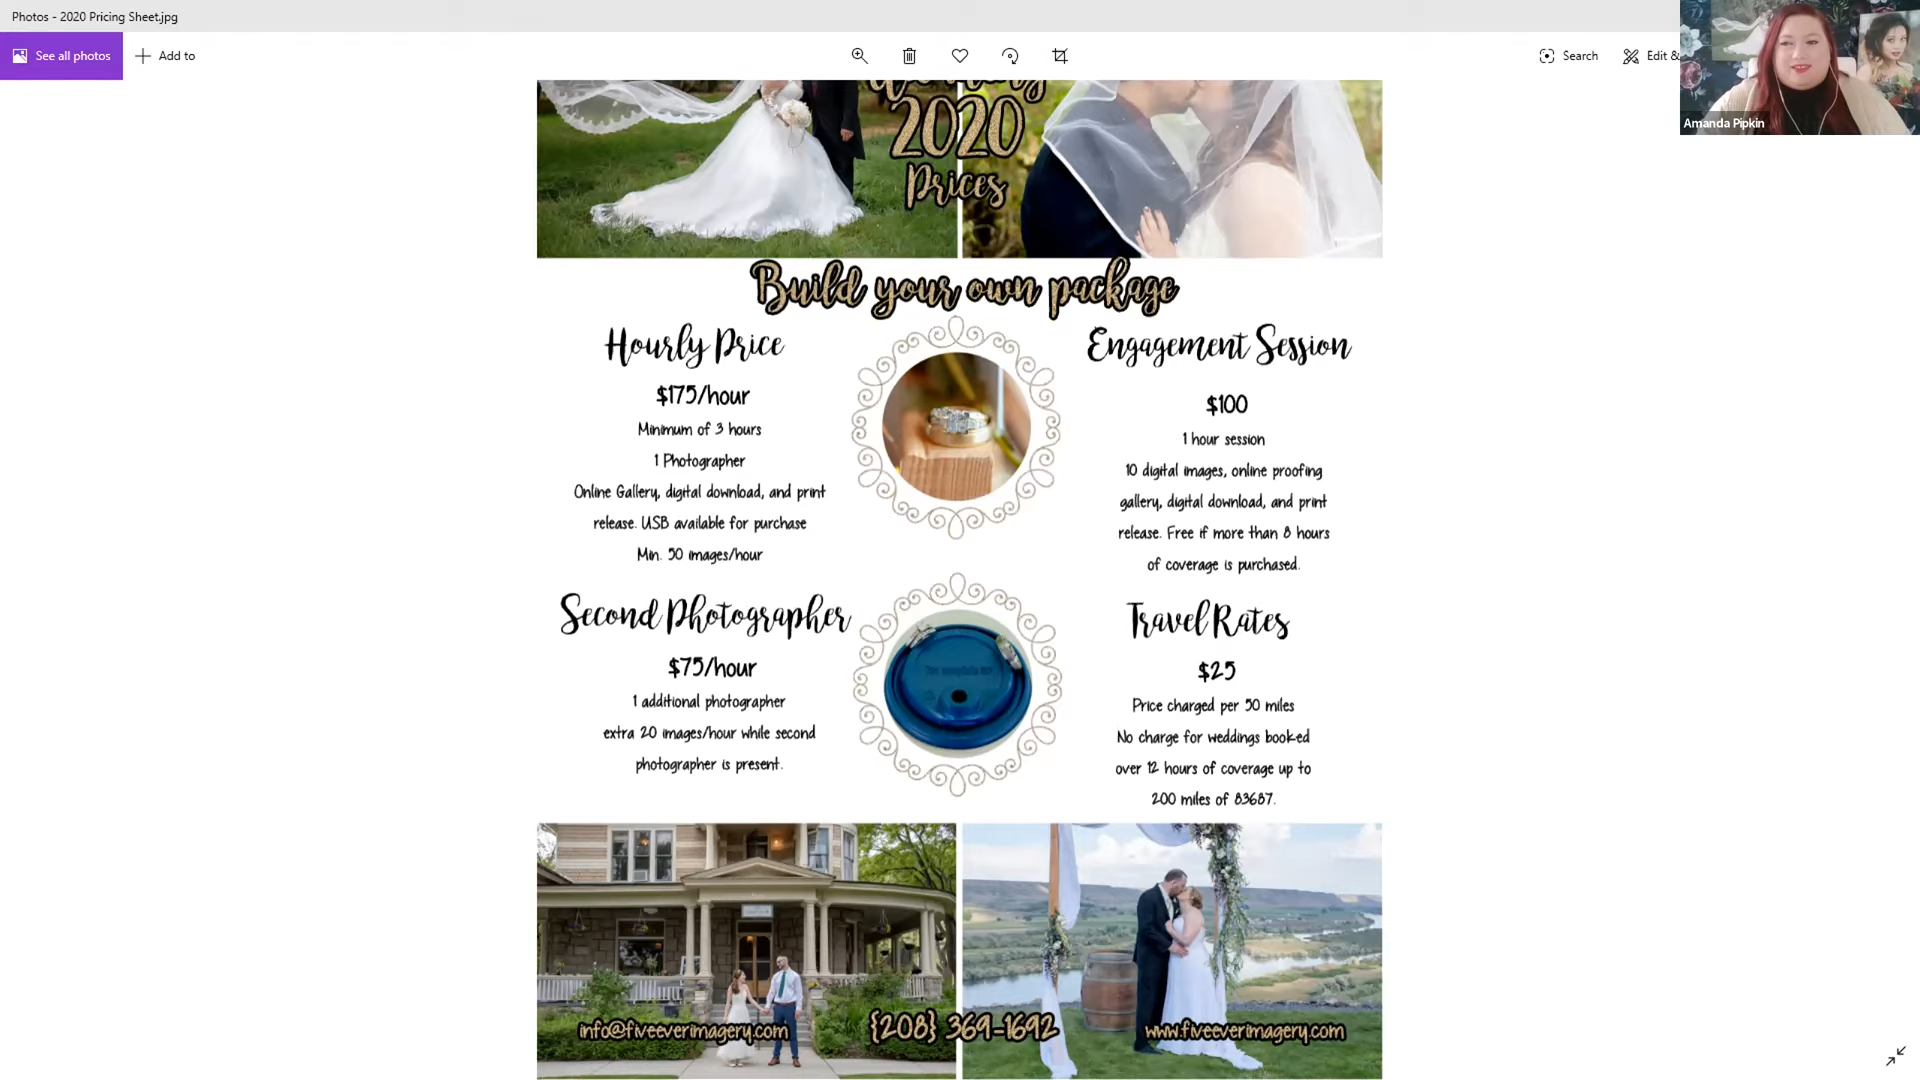 Photos - 2020 Pricing Sheet.jpg
See all photos
Add to
Search
Edit &
Amanda Pipkin
2020
Prices
Build your own package
Hourly Price
$175/hour
Minimum of 3 hours
1 Photographer
Online Gallery, digital download, and print
release. USB available for purchase
Min. 50 images/hour
Engagement Session
$100
1 hour session
10 digital images, online proofing
gallery, digital download, and print
release. Free if more than 8 hours
of coverage is purchased.
Second Photographer
$75/hour
1 additional photographer
extra 20 images/hour while second
photographer is present.
Travel Rates
$25
Price charged per 50 miles
No charge for weddings booked
over 12 hours of coverage up to
200 miles of 83687.
info@fiveeverimagery.com
{208} 369-1692
www.fiveeverimagery.com